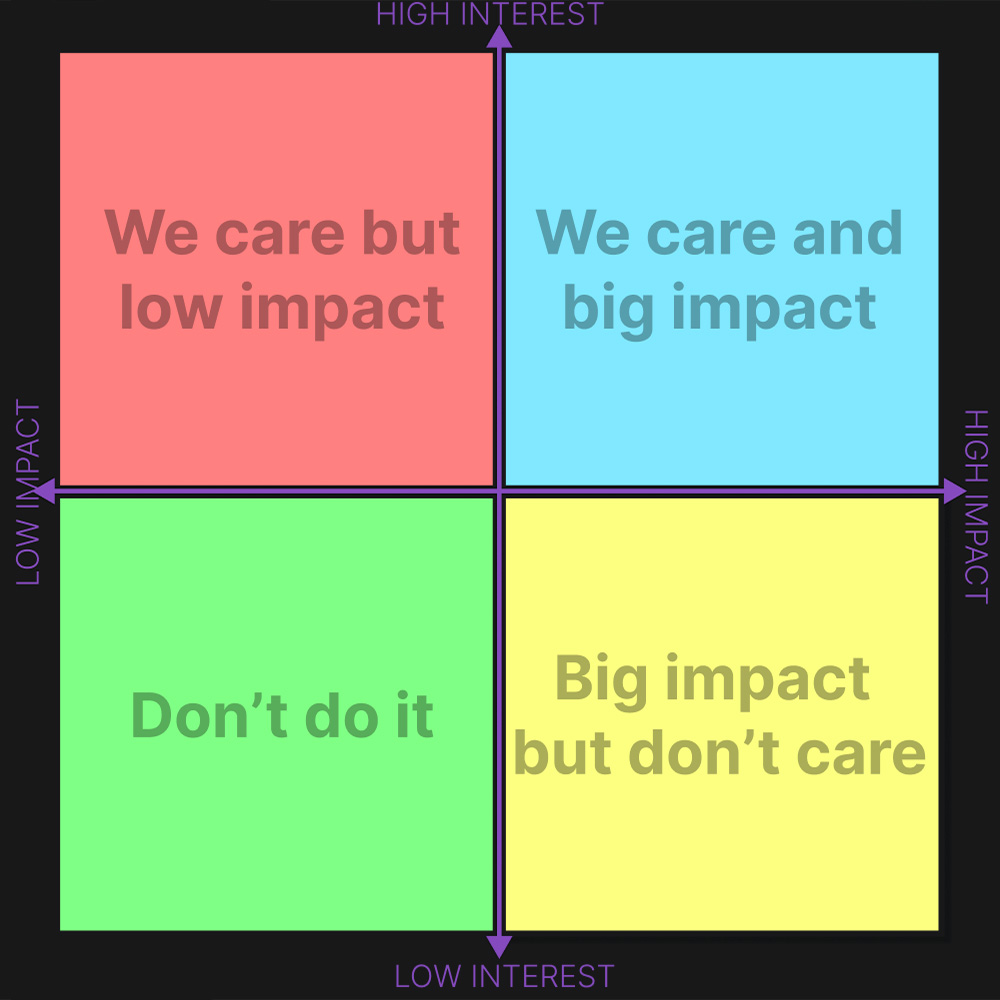 HIGH INTEREST
We care but
low impact
We care and
big impact
LOW IMPACT
HIGH IMPACT
Don’t do it
Big impact
but don’t care
LOW INTEREST